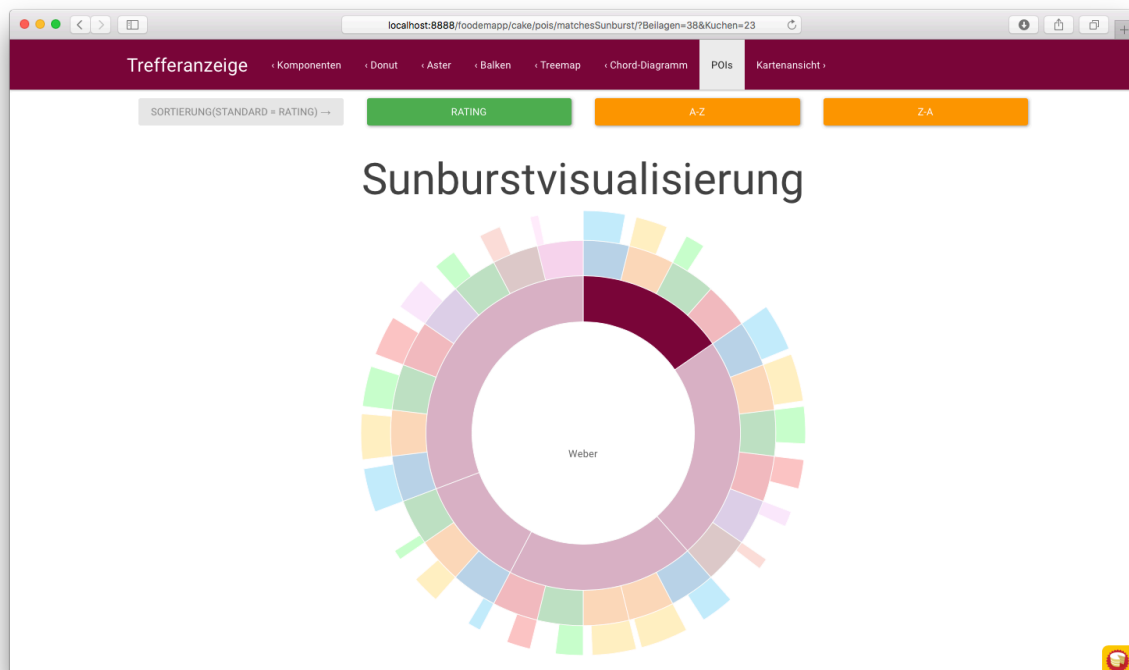 localhost:8888/foodemapp/cake/pois/matchesSunburst/?Beilagen=38&Kuchen=23
Trefferanzeige ‹ Komponenten ‹ Donut ‹ Aster ‹ Balken ‹ Treemap ‹ Chord-Diagramm POIs Kartenansicht ›
SORTIERUNG(STANDARD = RATING) → RATING A-Z Z-A
Sunburstvisualisierung
Weber